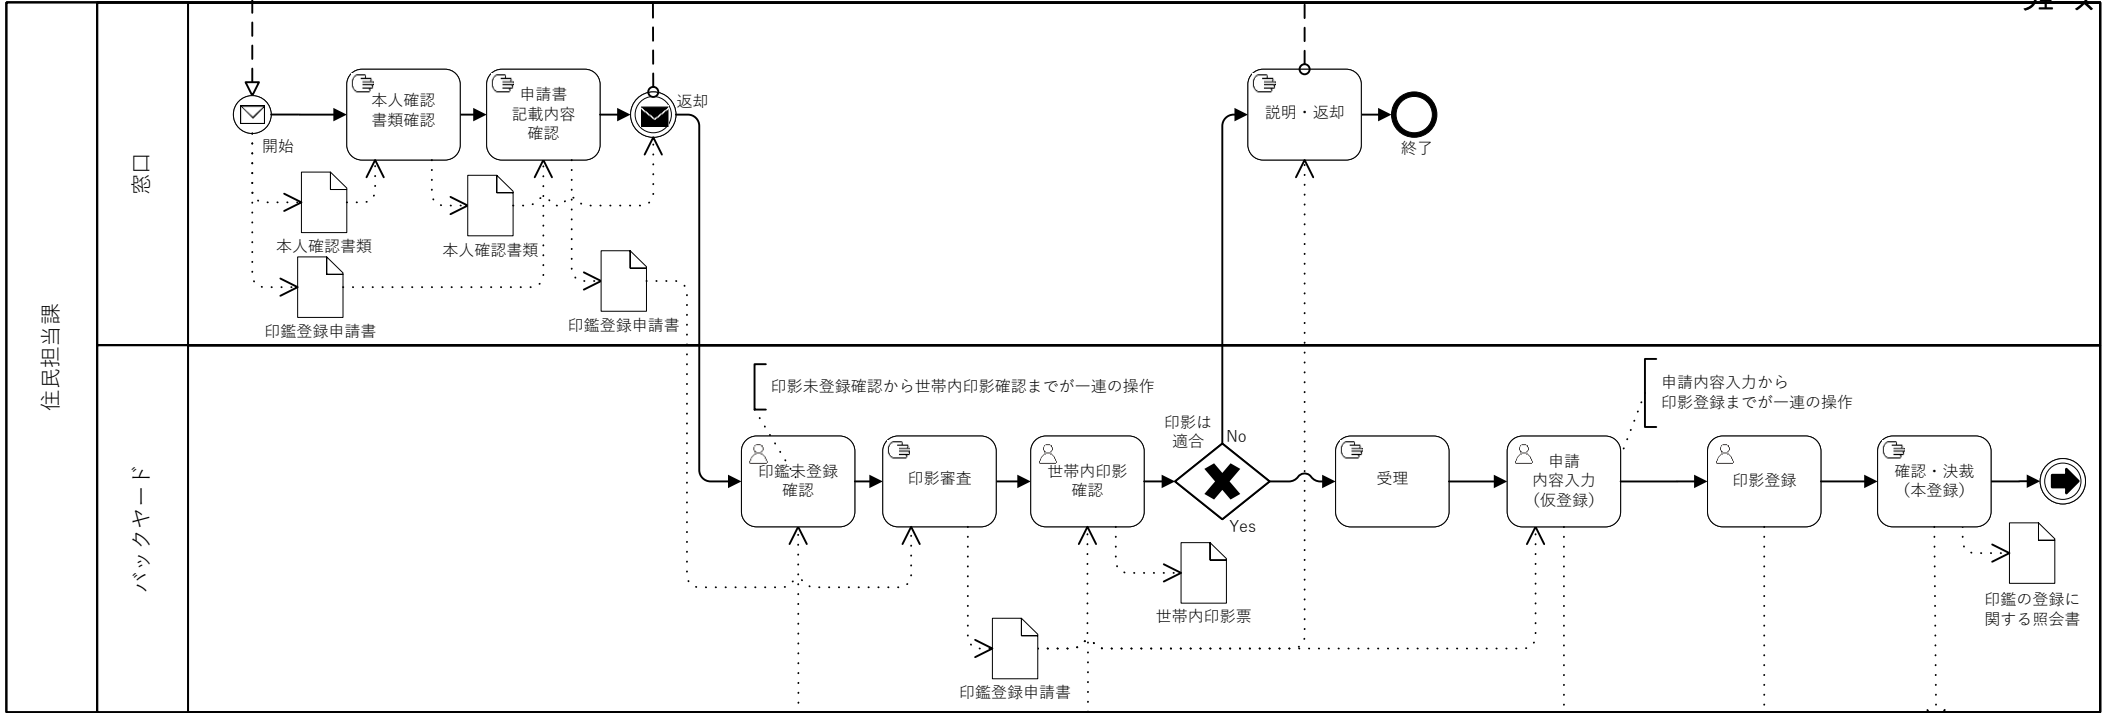 住民担当課
窓口
開始
本人確認
書類確認
申請書
記載内容
確認
返却
本人確認書類
本人確認書類
印鑑登録申請書
印鑑登録申請書
説明・返却
終了
バックヤード
印影未登録確認から世帯内印影確認までが一連の操作
申請内容入力から
印影登録までが一連の操作
印鑑未登録
確認
印影審査
世帯内印影
確認
印影は
適合
No
Yes
受理
申請
内容入力
（仮登録）
印影登録
確認・決裁
（本登録）
世帯内印影票
印鑑登録申請書
印鑑の登録に
関する照会書